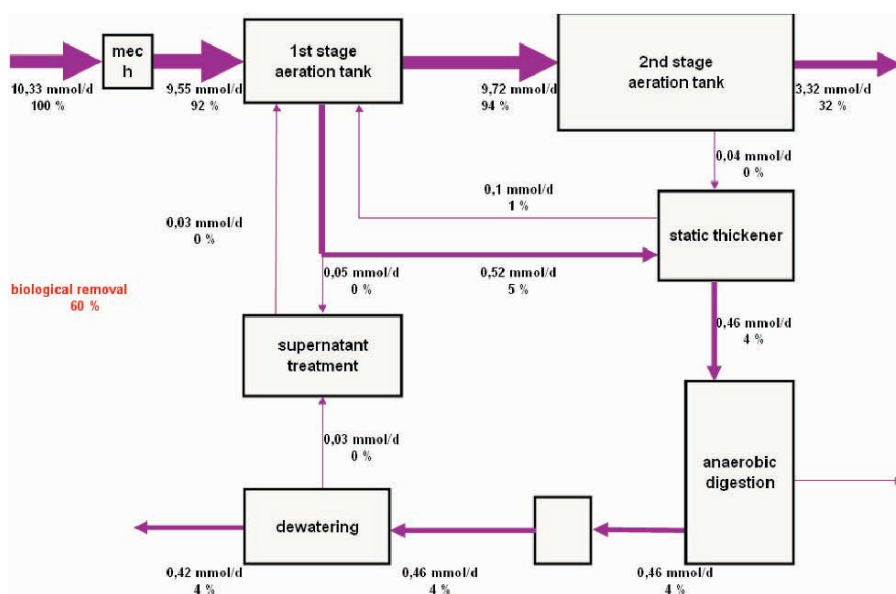 mec
h
1st stage
aeration tank
2nd stage
aeration tank
10,33 mmol/d
100 %
9,55 mmol/d
92 %
9,72 mmol/d
94 %
3,32 mmol/d
32 %
0,04 mmol/d
0 %
0,1 mmol/d
1 %
0,03 mmol/d
0 %
static thickener
0,05 mmol/d
0 %
0,52 mmol/d
5 %
biological removal
60 %
0,46 mmol/d
4 %
supernatant
treatment
0,03 mmol/d
0 %
anaerobic
digestion
dewatering
0,42 mmol/d
4 %
0,46 mmol/d
4 %
0,46 mmol/d
4 %